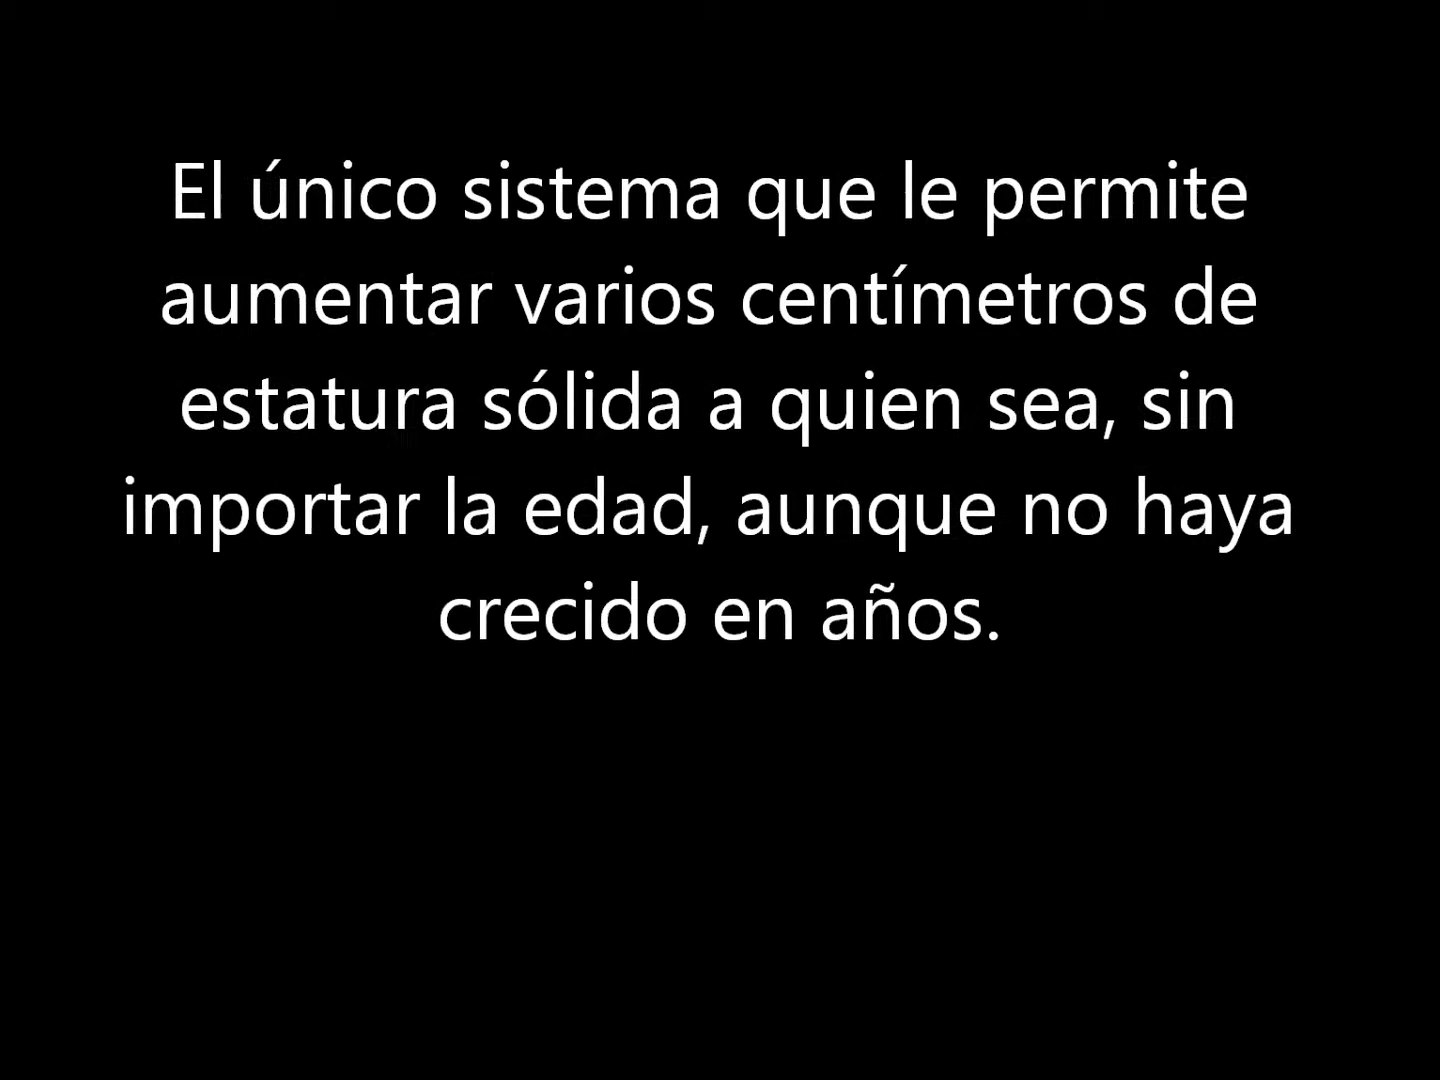 El único sistema que le permite
aumentar varios centímetros de
estatura sólida a quien sea, sin
importar la edad, aunque no haya
crecido en años.